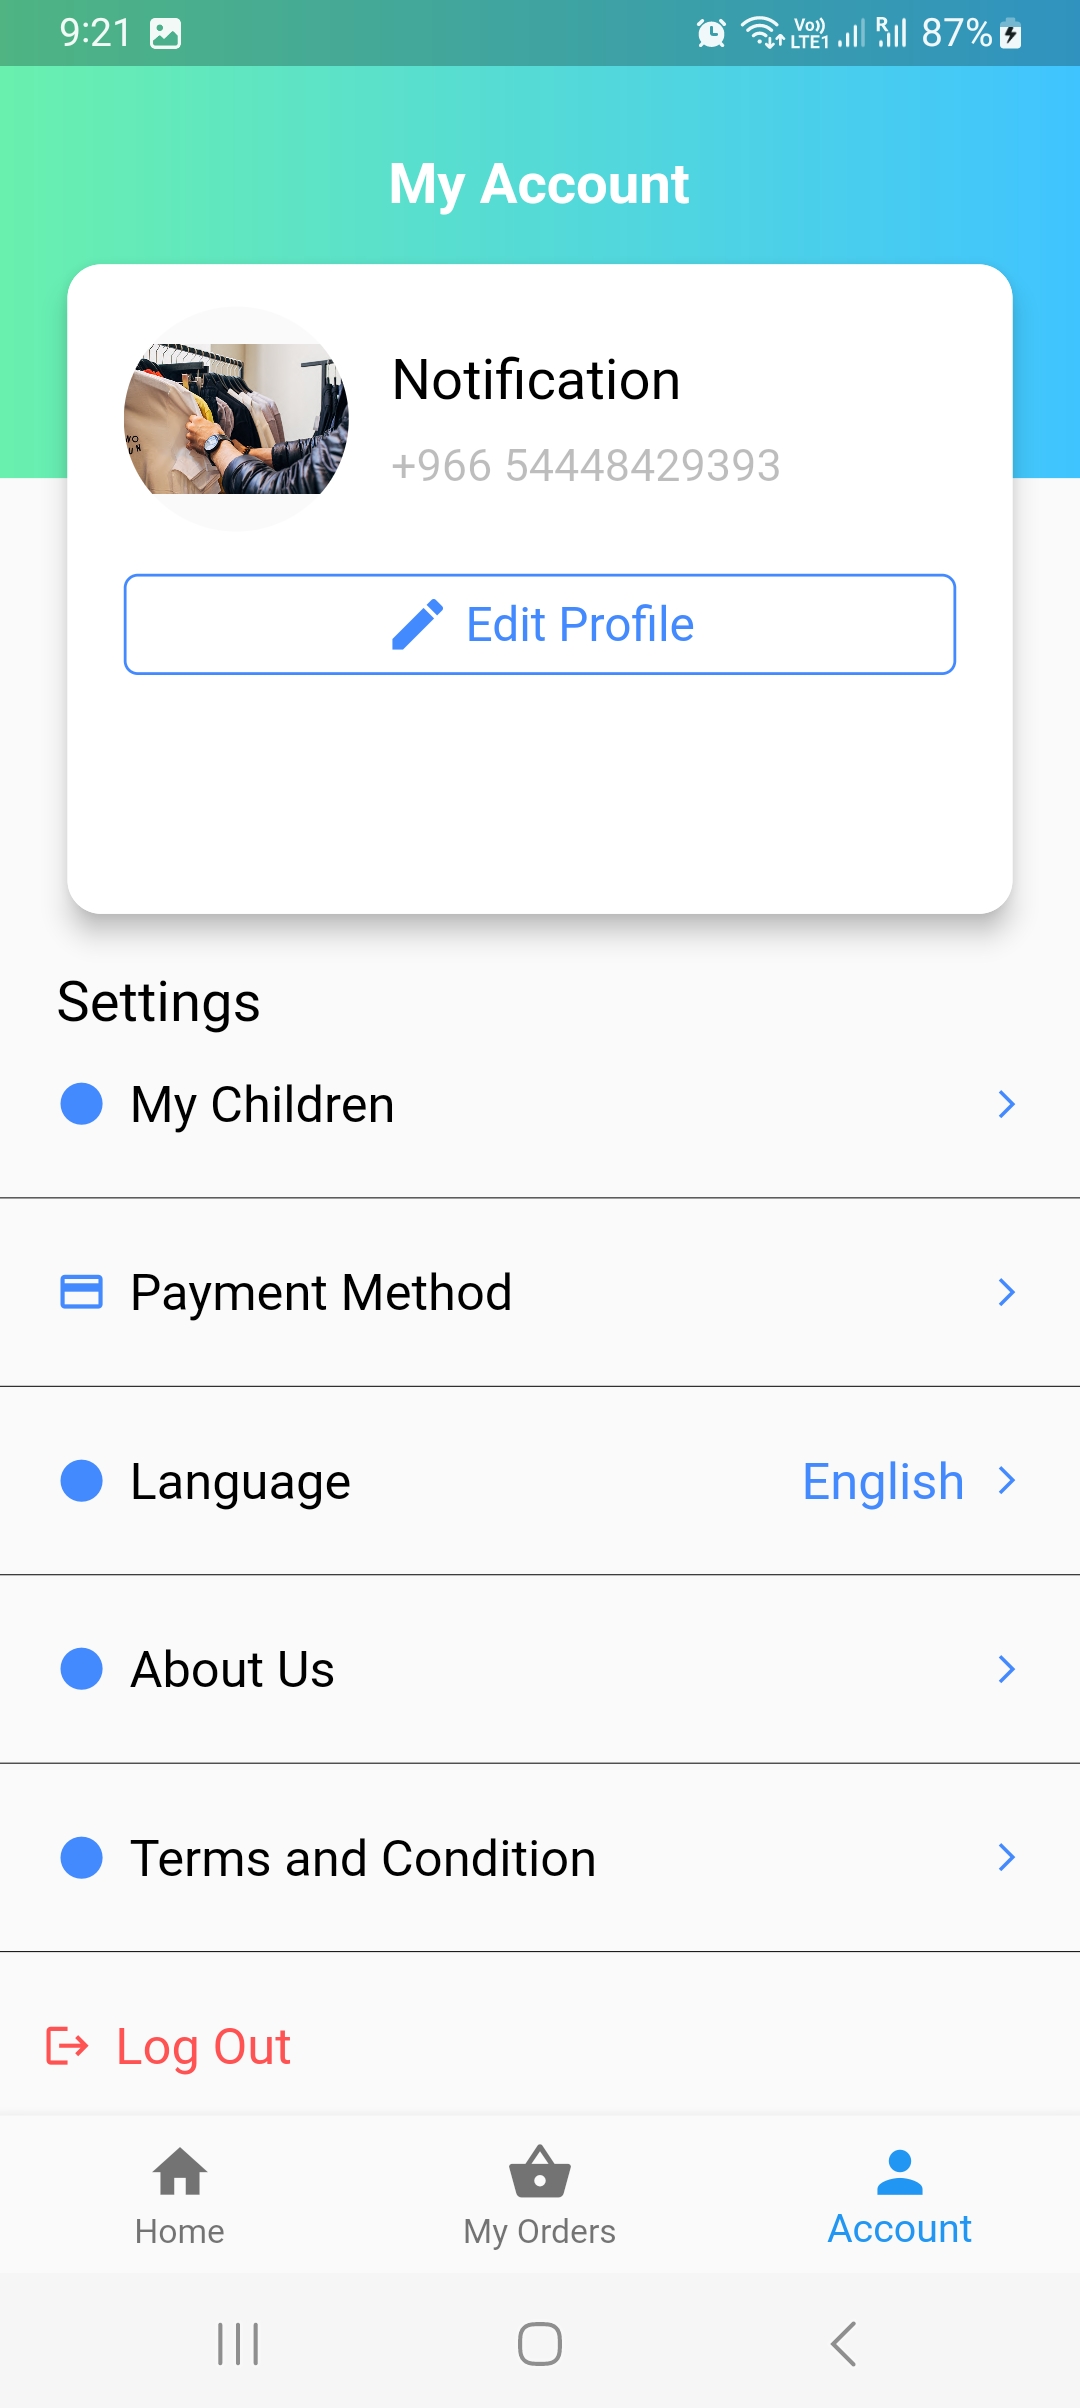 9:21 Vo)) LTE1 R 87%
My Account
Notification
+966 54448429393
Edit Profile
Settings
My Children
Payment Method
Language English
About Us
Terms and Condition
Log Out
Home My Orders Account